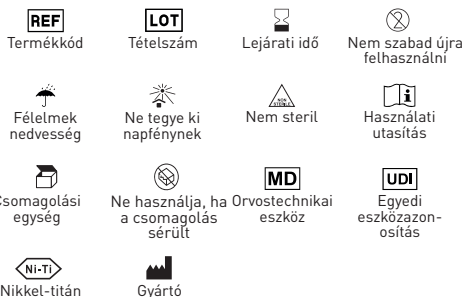 REF
LOT
Termékkód
Tételszám
Lejárati idő
Nem szabad újra
felhasználni
NON
STERILE
i
Félelmek
nedvesség
Ne tegye ki
napfénynek
Nem steril
Használati
utasítás
MD
UDI
Csomagolási
egység
Ne használja, ha
a csomagolás
sérült
Orvostechnikai
eszköz
Egyedi
eszközazon-
osítás
Ni-Ti
Nikkel-titán
Gyártó